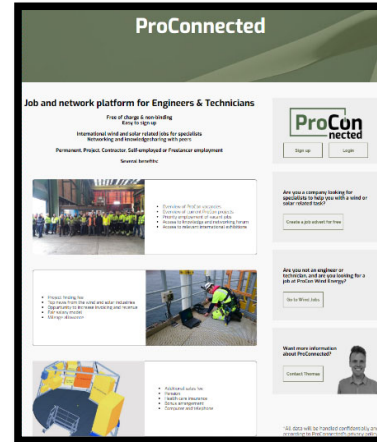 ProConnected
Job and network platform for Engineers & Technicians
Free of charge & non-binding
Easy to sign up
International wind and solar related jobs for specialists
Networking and knowledgesharing with peers
Permanent, Project, Contractor, Self-employed or Freelancer employment
Several benefits:
Overview of ProCon vacancies
Overview of current ProCon projects
Priority employment of vacant jobs
Access to knowledge and networking forum
Access to relevant international exhibitions
Project finding fee
Top news from the wind and solar industries
Opportunity to increase invoicing and revenue
Fair salary model
Mileage allowance
Additional salary fee
Pension
Health care insurance
Bonus arrangement
Computer and telephone
ProCon
nected
Sign up
Login
Are you a company looking for
specialists to help you with a wind or
solar related task?
Create a job advert for free
Are you not an engineer or
technician, and are you looking for a
job at ProCon Wind Energy?
Go to Wind Jobs
Want more information
about ProConnected?
Contact Thomas
*All data will be handled confidentially and
according to ProConnected's privacy policy